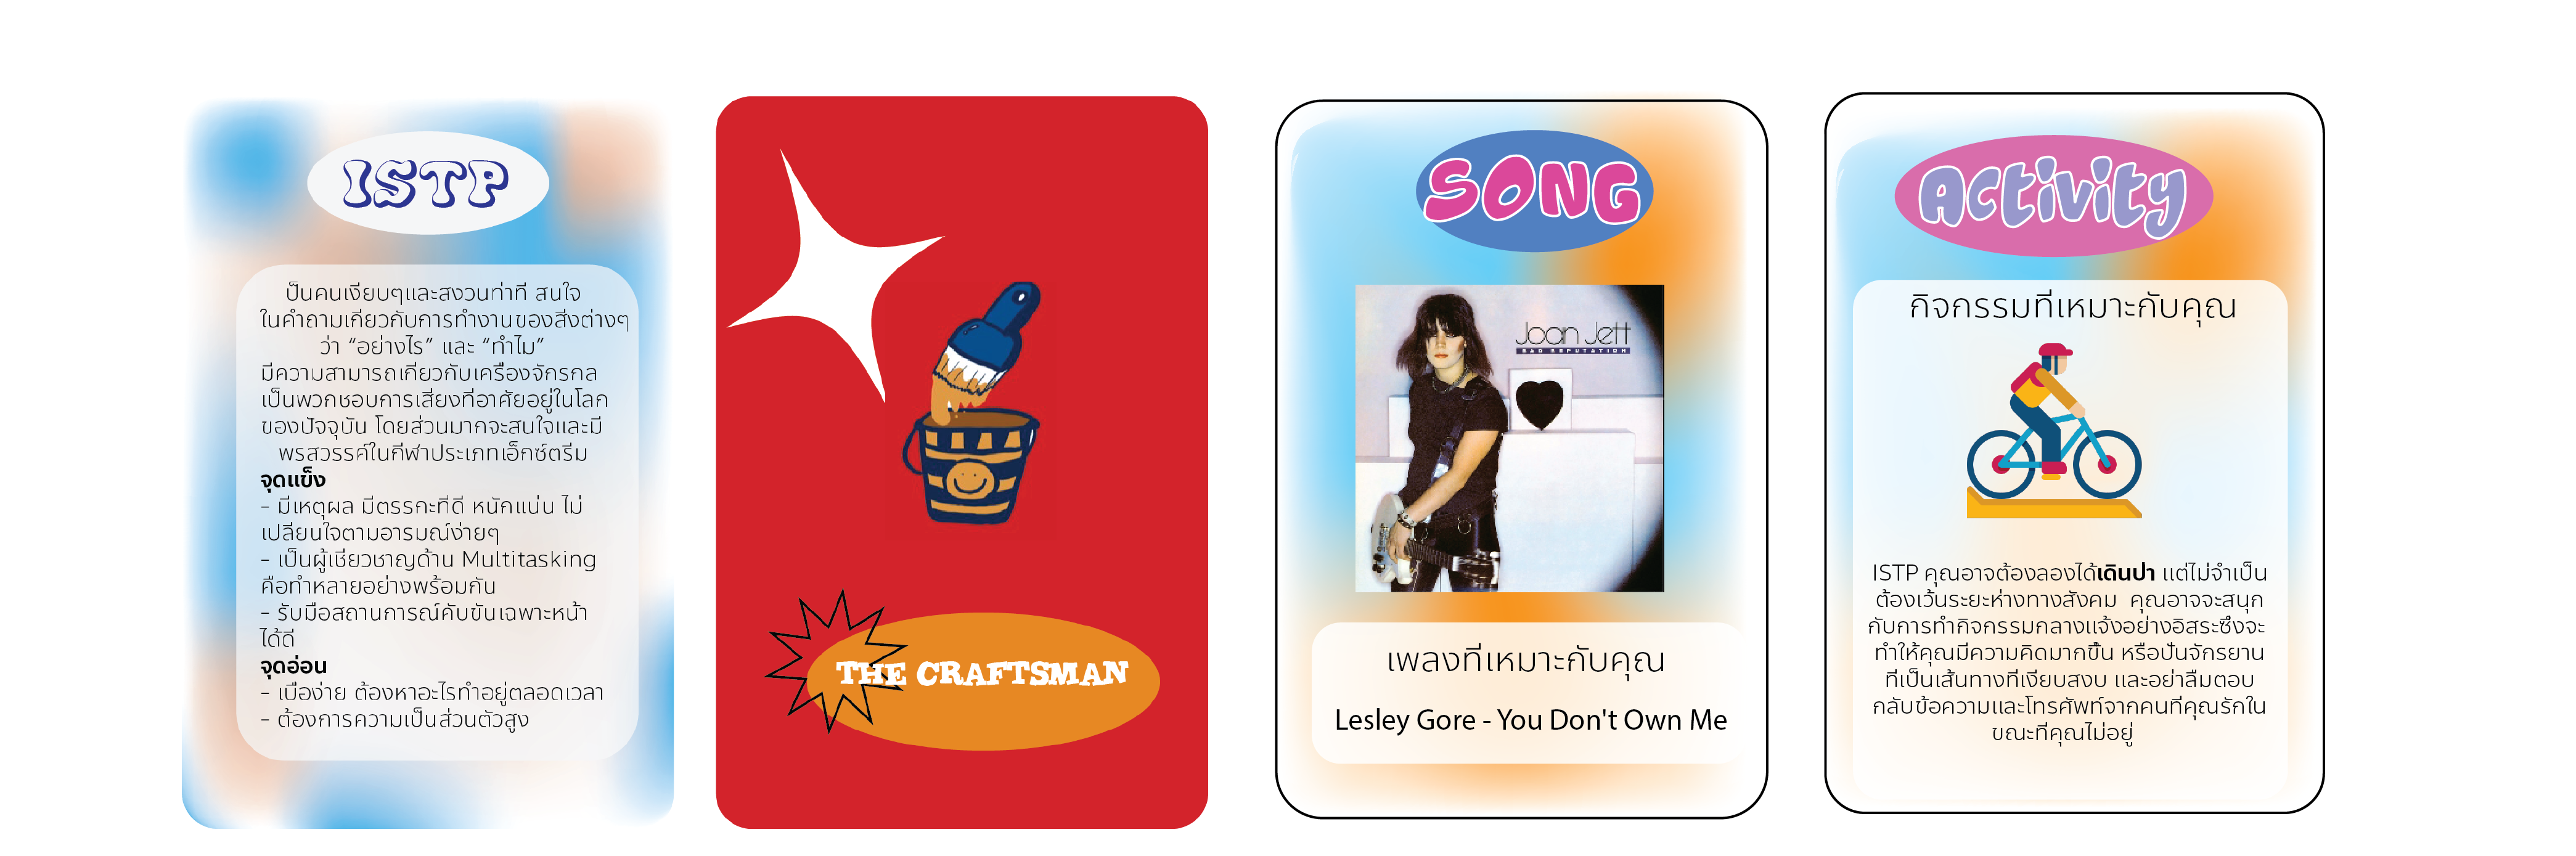 ISTP
ป็นคนเงียบๆและสงวนท่าที สนใจ
ในคำถามเกี่ยวกับการทำงานของสิ่งต่างๆ
ว่า “อย่างไร” และ “ทำไม”
มีความสามารถเกี่ยวกับเครื่องจักรกล
เป็นพวกชอบการเสี่ยงที่อาศัยอยู่ในโลก
ของปัจจุบัน โดยส่วนมากจะสนใจและมี
พรสวรรค์ในกีฬาประเภทเอ็กซ์ตรีม
จุดแข็ง
- มีเหตุผล มีตรรกะที่ดี หนักแน่น ไม่
เปลี่ยนใจตามอารมณ์ง่ายๆ
- เป็นผู้เชี่ยวชาญด้าน Multitasking
คือทำหลายอย่างพร้อมกัน
- รับมือสถานการณ์คับขันเฉพาะหน้า
ได้ดี
จุดอ่อน
- เบื่อง่าย ต้องหาอะไรทำอยู่ตลอดเวลา
- ต้องการความเป็นส่วนตัวสูง
THE CRAFTSMAN
SONG
Joan Jett
BAD REPUTATION
เพลงที่เหมาะกับคุณ
Lesley Gore - You Don't Own Me
Activity
กิจกรรมที่เหมาะกับคุณ
ISTP คุณอาจต้องลองได้เดินป่า แต่ไม่จำเป็น
ต้องเว้นระยะห่างทางสังคม คุณอาจจะสนุก
กับการทำกิจกรรมกลางแจ้งอย่างอิสระซึ่งจะ
ทำให้คุณมีความคิดมากขึ้น หรือปั่นจักรยาน
ที่เป็นเส้นทางที่เงียบสงบ และอย่าลืมตอบ
กลับข้อความและโทรศัพท์จากคนที่คุณรักใน
ขณะที่คุณไม่อยู่